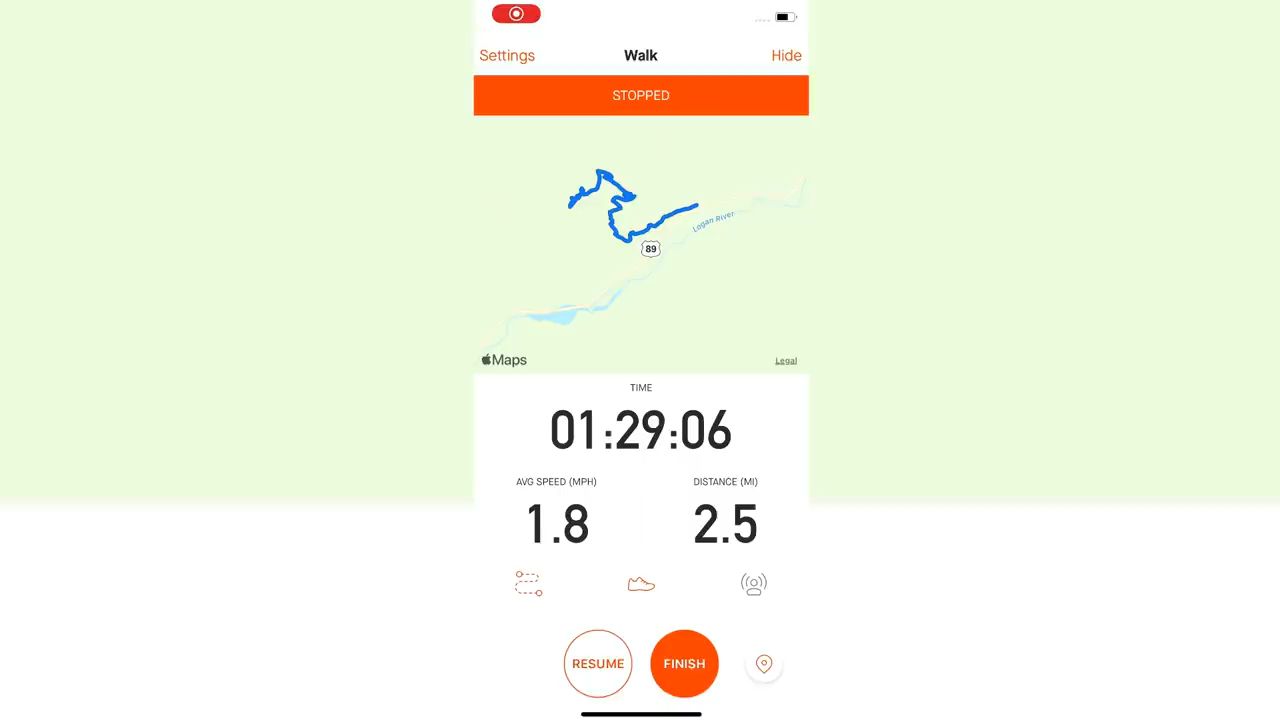 Settings Walk Hide
STOPPED
Logan River
89
Maps Legal
TIME
01:29:06
AVG SPEED (MPH) DISTANCE (MI)
1.8 2.5
RESUME FINISH